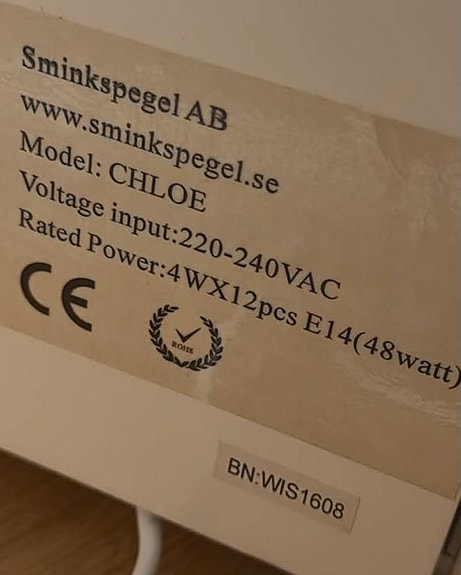 Sminkspegel AB
www.sminkspegel.se
Model: CHLOE
Voltage input:220-240VAC
Rated Power:4WX12pcs E14(48watt)
CE
ROHS
BN:WIS1608